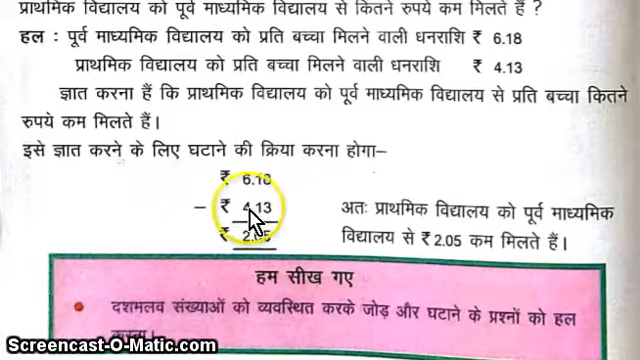 प्राथमिक विद्यालय को पूर्व माध्यमिक विद्यालय से कितने रुपये कम मिलते हैं ?
हल : पूर्व माध्यमिक विद्यालय को प्रति बच्चा मिलने वाली धनराशि ₹ 6.18
प्राथमिक विद्यालय को प्रति बच्चा मिलने वाली धनराशि ₹ 4.13
ज्ञात करना हैं कि प्राथमिक विद्यालय को पूर्व माध्यमिक विद्यालय से प्रति बच्चा कितने
रुपये कम मिलते हैं।
इसे ज्ञात करने के लिए घटाने की क्रिया करना होगा–
₹ 6.18
– ₹ 4.13
₹ 2.05
अतः प्राथमिक विद्यालय को पूर्व माध्यमिक
विद्यालय से ₹ 2.05 कम मिलते हैं।
हम सीख गए
• दशमलव संख्याओं को व्यवस्थित करके जोड़ और घटाने के प्रश्नों को हल
करना।
Screencast-O-Matic.com